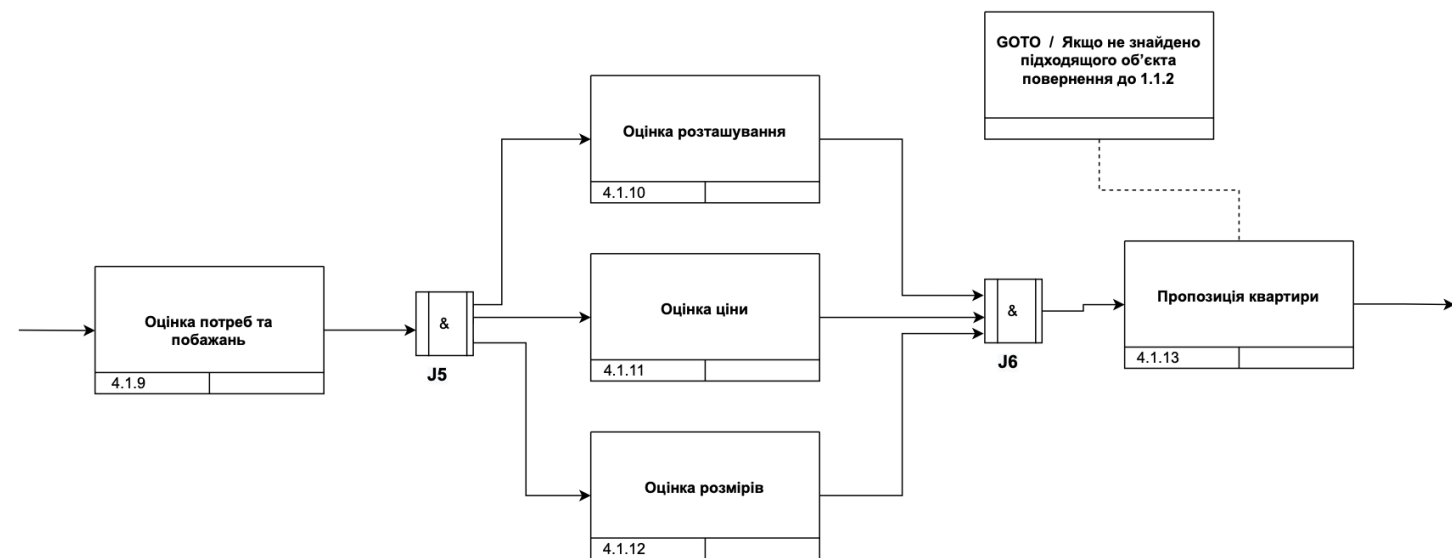 GOTO / Якщо не знайдено
підходящого об’єкта
повернення до 1.1.2
Оцінка розташування
4.1.10
Оцінка потреб та
побажань
4.1.9
&
J5
Оцінка ціни
4.1.11
&
J6
Пропозиція квартири
4.1.13
Оцінка розмірів
4.1.12